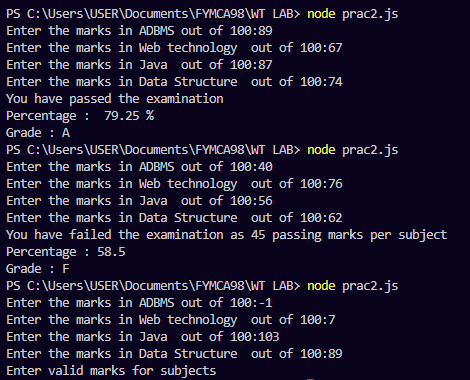 PS C:\Users\USER\Documents\FYMCA98\WT LAB> node prac2.js
Enter the marks in ADBMS out of 100:89
Enter the marks in Web technology  out of 100:67
Enter the marks in Java  out of 100:87
Enter the marks in Data Structure  out of 100:74
You have passed the examination
Percentage :  79.25 %
Grade : A
PS C:\Users\USER\Documents\FYMCA98\WT LAB> node prac2.js
Enter the marks in ADBMS out of 100:40
Enter the marks in Web technology  out of 100:76
Enter the marks in Java  out of 100:56
Enter the marks in Data Structure  out of 100:62
You have failed the examination as 45 passing marks per subject
Percentage : 58.5
Grade : F
PS C:\Users\USER\Documents\FYMCA98\WT LAB> node prac2.js
Enter the marks in ADBMS out of 100:-1
Enter the marks in Web technology  out of 100:7
Enter the marks in Java  out of 100:103
Enter the marks in Data Structure  out of 100:89
Enter valid marks for subjects